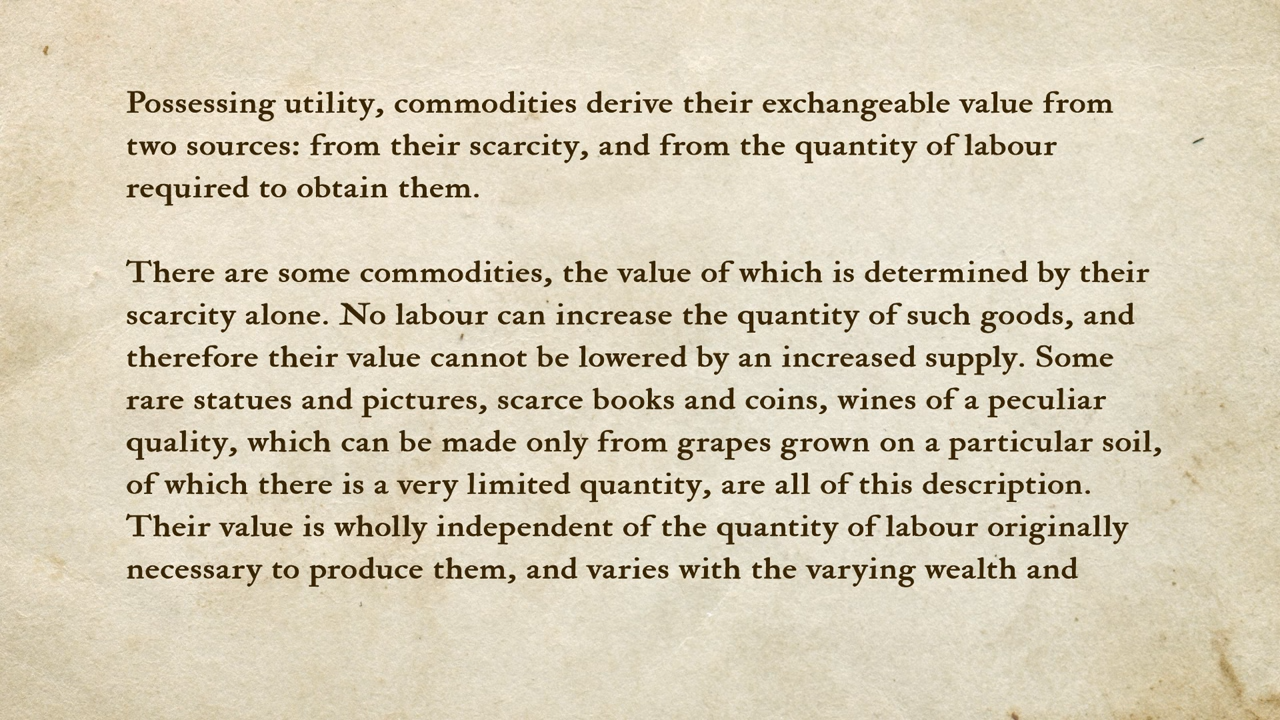 Possessing utility, commodities derive their exchangeable value from
two sources: from their scarcity, and from the quantity of labour
required to obtain them.
There are some commodities, the value of which is determined by their
scarcity alone. No labour can increase the quantity of such goods, and
therefore their value cannot be lowered by an increased supply. Some
rare statues and pictures, scarce books and coins, wines of a peculiar
quality, which can be made only from grapes grown on a particular soil,
of which there is a very limited quantity, are all of this description.
Their value is wholly independent of the quantity of labour originally
necessary to produce them, and varies with the varying wealth and